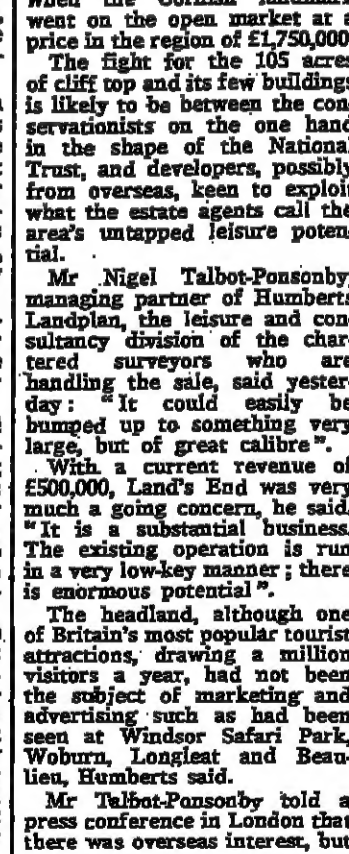 when the Cornish landmark
went on the open market at a
price in the region of £1,750,000
The fight for the 105 acres
of cliff top and its few buildings
is likely to be between the con
servationists on the one hand
in the shape of the National
Trust, and developers, possibly
from overseas, keen to exploit
what the estate agents call the
area's untapped leisure poten
tial.
Mr Nigel Talbot-Ponsonby,
managing partner of Humberts
Landplan, the leisure and con
sultancy division of the char
tered surveyors who are
handling the sale, said yester
day: "It could easily be
bumped up to something very
large, but of great calibre".
With a current revenue of
£500,000, Land's End was very
much a going concern, he said.
"It is a substantial business.
The existing operation is run
in a very low-key manner; there
is enormous potential".
The headland, although one
of Britain's most popular tourist
attractions, drawing a million
visitors a year, had not been
the subject of marketing and
advertising such as had been
seen at Windsor Safari Park,
Woburn, Longleat and Beau
lieu, Humberts said.
Mr Talbot-Ponsonby told a
press conference in London that
there was overseas interest, but